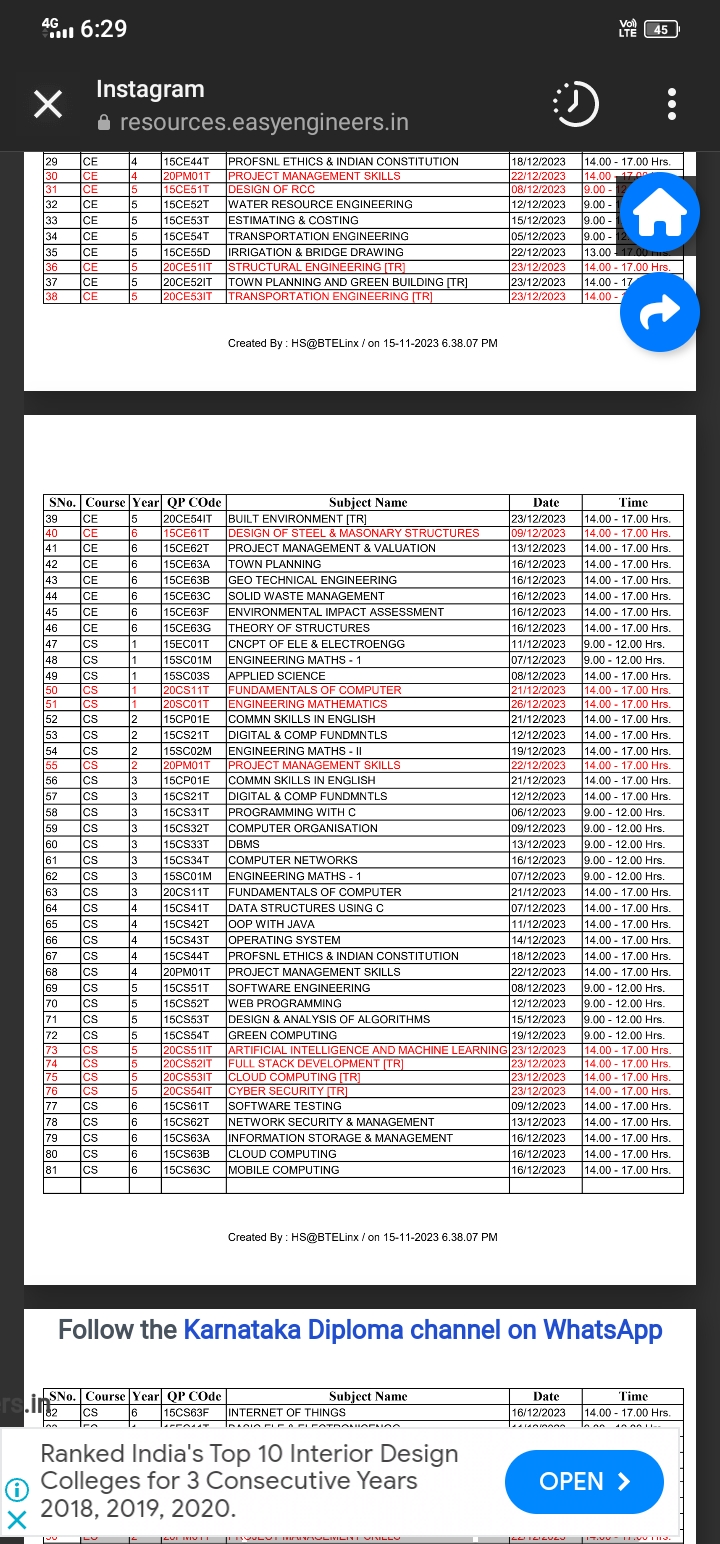 4G 6:29 VoI) LTE 45
Instagram
resources.easyengineers.in
29 CE 4 15CE44T PROFSNL ETHICS & INDIAN CONSTITUTION 18/12/2023 14.00 - 17.00 Hrs.
30 CE 4 20PM01T PROJECT MANAGEMENT SKILLS 22/12/2023 14.00 -
31 CE 5 15CE51T DESIGN OF RCC 08/12/2023 9.00 -
32 CE 5 15CE52T WATER RESOURCE ENGINEERING 12/12/2023 9.00 -
33 CE 5 15CE53T ESTIMATING & COSTING 15/12/2023 9.00 -
34 CE 5 15CE54T TRANSPORTATION ENGINEERING 05/12/2023 9.00 -
35 CE 5 15CE55D IRRIGATION & BRIDGE DRAWING 22/12/2023 13.00 - 17.00 Hrs.
36 CE 5 20CE51IT STRUCTURAL ENGINEERING [TR] 23/12/2023 14.00 - 17.00 Hrs.
37 CE 5 20CE52IT TOWN PLANNING AND GREEN BUILDING [TR] 23/12/2023 14.00 - 17
38 CE 5 20CE53IT TRANSPORTATION ENGINEERING [TR] 23/12/2023 14.00 -
Created By : HS@BTELinx / on 15-11-2023 6.38.07 PM
SNo. Course Year QP COde Subject Name Date Time
39 CE 5 20CE54IT BUILT ENVIRONMENT [TR] 23/12/2023 14.00 - 17.00 Hrs.
40 CE 6 15CE61T DESIGN OF STEEL & MASONARY STRUCTURES 09/12/2023 14.00 - 17.00 Hrs.
41 CE 6 15CE62T PROJECT MANAGEMENT & VALUATION 13/12/2023 14.00 - 17.00 Hrs.
42 CE 6 15CE63A TOWN PLANNING 16/12/2023 14.00 - 17.00 Hrs.
43 CE 6 15CE63B GEO TECHNICAL ENGINEERING 16/12/2023 14.00 - 17.00 Hrs.
44 CE 6 15CE63C SOLID WASTE MANAGEMENT 16/12/2023 14.00 - 17.00 Hrs.
45 CE 6 15CE63F ENVIRONMENTAL IMPACT ASSESSMENT 16/12/2023 14.00 - 17.00 Hrs.
46 CE 6 15CE63G THEORY OF STRUCTURES 16/12/2023 14.00 - 17.00 Hrs.
47 CS 1 15EC01T CNCPT OF ELE & ELECTROENGG 11/12/2023 9.00 - 12.00 Hrs.
48 CS 1 15SC01M ENGINEERING MATHS - 1 07/12/2023 9.00 - 12.00 Hrs.
49 CS 1 15SC03S APPLIED SCIENCE 08/12/2023 14.00 - 17.00 Hrs.
50 CS 1 20CS11T FUNDAMENTALS OF COMPUTER 21/12/2023 14.00 - 17.00 Hrs.
51 CS 1 20SC01T ENGINEERING MATHEMATICS 26/12/2023 14.00 - 17.00 Hrs.
52 CS 2 15CP01E COMMN SKILLS IN ENGLISH 21/12/2023 14.00 - 17.00 Hrs.
53 CS 2 15CS21T DIGITAL & COMP FUNDMNTLS 12/12/2023 14.00 - 17.00 Hrs.
54 CS 2 15SC02M ENGINEERING MATHS - II 19/12/2023 14.00 - 17.00 Hrs.
55 CS 2 20PM01T PROJECT MANAGEMENT SKILLS 22/12/2023 14.00 - 17.00 Hrs.
56 CS 3 15CP01E COMMN SKILLS IN ENGLISH 21/12/2023 14.00 - 17.00 Hrs.
57 CS 3 15CS21T DIGITAL & COMP FUNDMNTLS 12/12/2023 14.00 - 17.00 Hrs.
58 CS 3 15CS31T PROGRAMMING WITH C 06/12/2023 9.00 - 12.00 Hrs.
59 CS 3 15CS32T COMPUTER ORGANISATION 09/12/2023 9.00 - 12.00 Hrs.
60 CS 3 15CS33T DBMS 13/12/2023 9.00 - 12.00 Hrs.
61 CS 3 15CS34T COMPUTER NETWORKS 16/12/2023 9.00 - 12.00 Hrs.
62 CS 3 15SC01M ENGINEERING MATHS - 1 07/12/2023 9.00 - 12.00 Hrs.
63 CS 3 20CS11T FUNDAMENTALS OF COMPUTER 21/12/2023 14.00 - 17.00 Hrs.
64 CS 4 15CS41T DATA STRUCTURES USING C 07/12/2023 14.00 - 17.00 Hrs.
65 CS 4 15CS42T OOP WITH JAVA 11/12/2023 14.00 - 17.00 Hrs.
66 CS 4 15CS43T OPERATING SYSTEM 14/12/2023 14.00 - 17.00 Hrs.
67 CS 4 15CS44T PROFSNL ETHICS & INDIAN CONSTITUTION 18/12/2023 14.00 - 17.00 Hrs.
68 CS 4 20PM01T PROJECT MANAGEMENT SKILLS 22/12/2023 14.00 - 17.00 Hrs.
69 CS 5 15CS51T SOFTWARE ENGINEERING 08/12/2023 9.00 - 12.00 Hrs.
70 CS 5 15CS52T WEB PROGRAMMING 12/12/2023 9.00 - 12.00 Hrs.
71 CS 5 15CS53T DESIGN & ANALYSIS OF ALGORITHMS 15/12/2023 9.00 - 12.00 Hrs.
72 CS 5 15CS54T GREEN COMPUTING 19/12/2023 9.00 - 12.00 Hrs.
73 CS 5 20CS51IT ARTIFICIAL INTELLIGENCE AND MACHINE LEARNING 23/12/2023 14.00 - 17.00 Hrs.
74 CS 5 20CS52IT FULL STACK DEVELOPMENT [TR] 23/12/2023 14.00 - 17.00 Hrs.
75 CS 5 20CS53IT CLOUD COMPUTING [TR] 23/12/2023 14.00 - 17.00 Hrs.
76 CS 5 20CS54IT CYBER SECURITY [TR] 23/12/2023 14.00 - 17.00 Hrs.
77 CS 6 15CS61T SOFTWARE TESTING 09/12/2023 14.00 - 17.00 Hrs.
78 CS 6 15CS62T NETWORK SECURITY & MANAGEMENT 13/12/2023 14.00 - 17.00 Hrs.
79 CS 6 15CS63A INFORMATION STORAGE & MANAGEMENT 16/12/2023 14.00 - 17.00 Hrs.
80 CS 6 15CS63B CLOUD COMPUTING 16/12/2023 14.00 - 17.00 Hrs.
81 CS 6 15CS63C MOBILE COMPUTING 16/12/2023 14.00 - 17.00 Hrs.
Created By : HS@BTELinx / on 15-11-2023 6.38.07 PM
Follow the Karnataka Diploma channel on WhatsApp
rs.in
SNo. Course Year QP COde Subject Name Date Time
82 CS 6 15CS63F INTERNET OF THINGS 16/12/2023 14.00 - 17.00 Hrs.
Ranked India's Top 10 Interior Design
Colleges for 3 Consecutive Years
2018, 2019, 2020.
OPEN